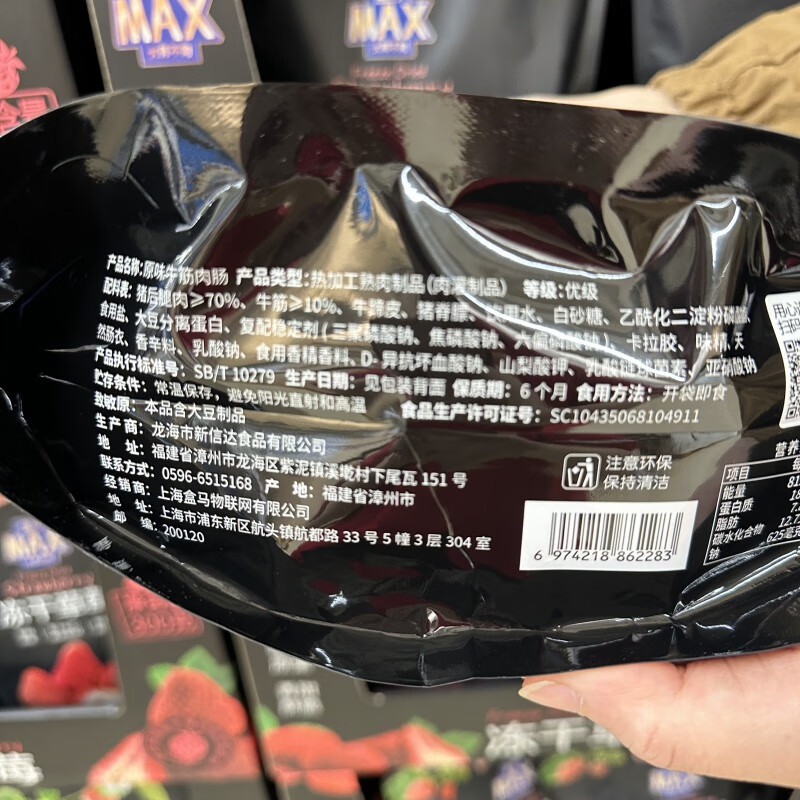 MAX
MAX
产品名称:原味牛筋肉肠 产品类型:热加工熟肉制品(肉灌制品) 等级:优级
配料表: 猪后腿肉≥70%、牛筋≥10%、牛蹄皮、猪脊膘、饮用水、白砂糖、乙酰化二淀粉磷酸酯、
食用盐、大豆分离蛋白、复配稳定剂(三聚磷酸钠、焦磷酸钠、六偏磷酸钠)、卡拉胶、味精、天
然肠衣、香辛料、乳酸钠、食用香精香料、D-异抗坏血酸钠、山梨酸钾、乳酸链球菌素、亚硝酸钠
产品执行标准号: SB/T 10279 生产日期: 见包装背面 保质期: 6个月 食用方法: 开袋即食
贮存条件: 常温保存,避免阳光直射和高温 食品生产许可证号: SC10435068104911
致敏原: 本品含大豆制品
生产商: 龙海市新信达食品有限公司
地 址: 福建省漳州市龙海区紫泥镇溪墘村下尾瓦 151 号
联系方式: 0596-6515168 产 地: 福建省漳州市
经销商: 上海盒马物联网有限公司
地 址: 上海市浦东新区航头镇航都路 33 号 5 幢 3 层 304 室
邮 编: 200120
注意环保
保持清洁
6 974218 862283
用心
扫码
营养
项目
能量
蛋白质
脂肪
碳水化合物
钠
12.7
625毫克
冻干